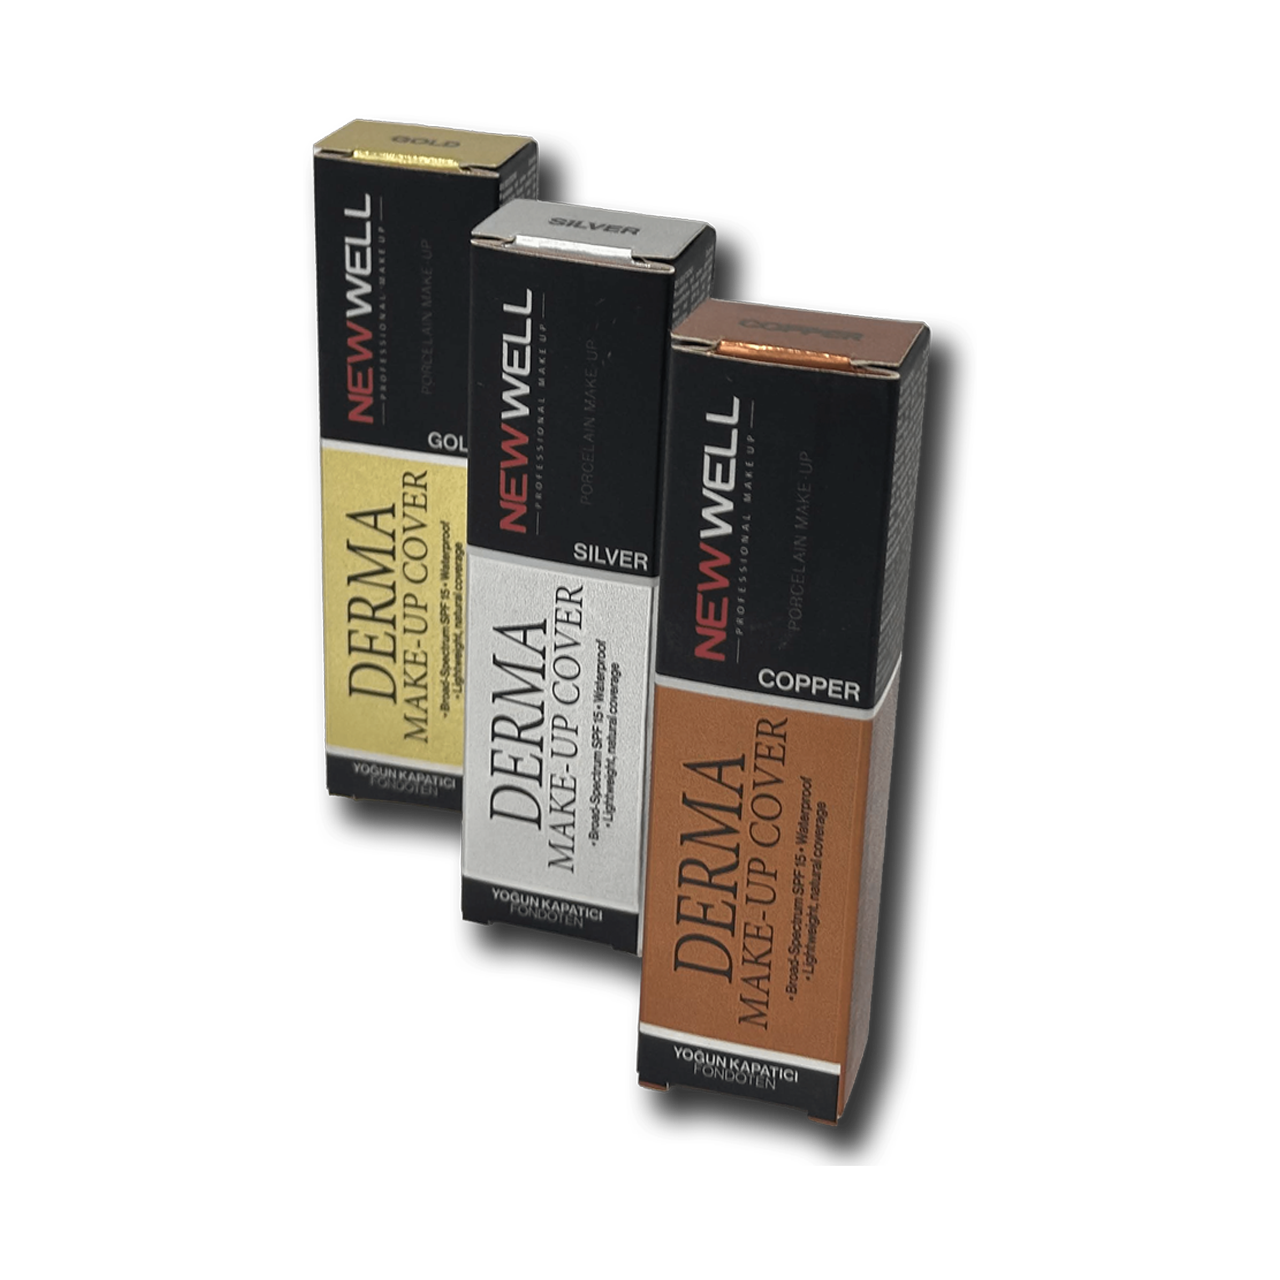 GOLD
NEWWELL
PROFESSIONAL MAKE UP
PORCELAIN MAKE-UP
GOL
DERMA
MAKE-UP COVER
• Broad-Spectrum SPF 15 • Waterproof
• Lightweight, natural coverage
YOĞUN KAPATICI
FONDÖTEN
SILVER
NEWWELL
PROFESSIONAL MAKE UP
PORCELAIN MAKE-UP
SILVER
DERMA
MAKE-UP COVER
• Broad-Spectrum SPF 15 • Waterproof
• Lightweight, natural coverage
YOĞUN KAPATICI
FONDÖTEN
COPPER
NEWWELL
PROFESSIONAL MAKE UP
PORCELAIN MAKE-UP
COPPER
DERMA
MAKE-UP COVER
• Broad-Spectrum SPF 15 • Waterproof
• Lightweight, natural coverage
YOĞUN KAPATICI
FONDÖTEN